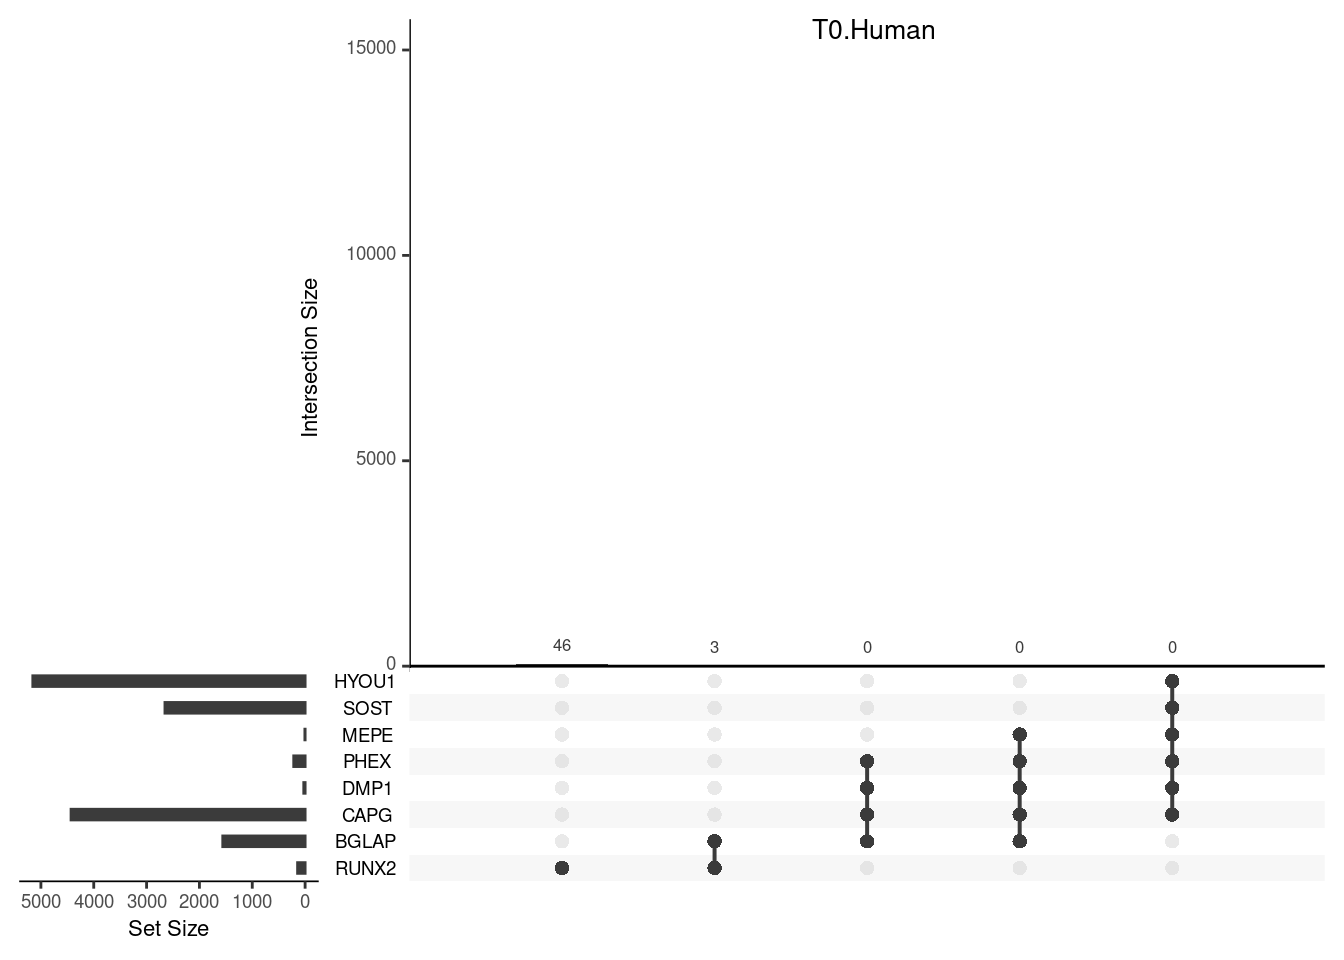 T0.Human
15000
10000
5000
0
Intersection Size
46 3 0 0 0
HYOU1
SOST
MEPE
PHEX
DMP1
CAPG
BGLAP
RUNX2
5000 4000 3000 2000 1000 0
Set Size